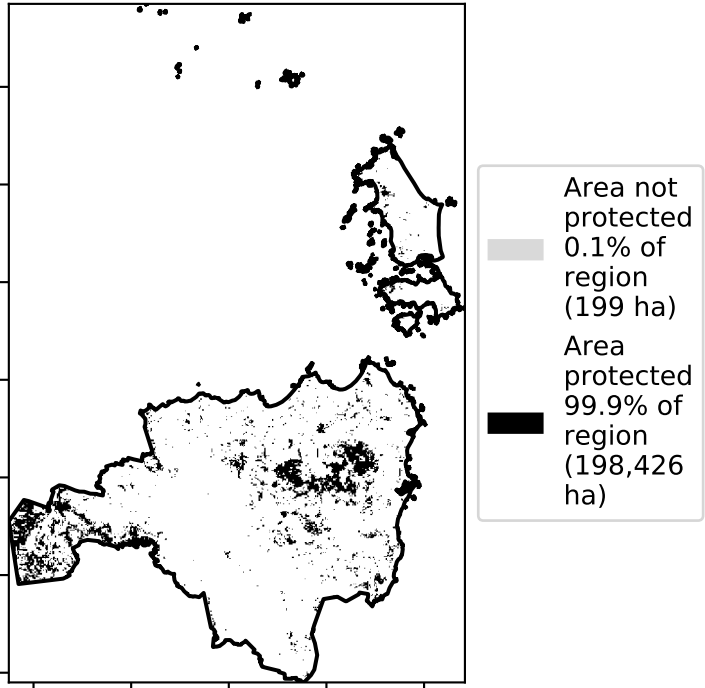 Area not
protected
0.1% of
region
(199 ha)
Area
protected
99.9% of
region
(198,426
ha)